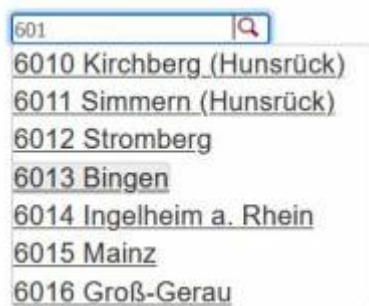 601
6010 Kirchberg (Hunsrück)
6011 Simmern (Hunsrück)
6012 Stromberg
6013 Bingen
6014 Ingelheim a. Rhein
6015 Mainz
6016 Groß-Gerau